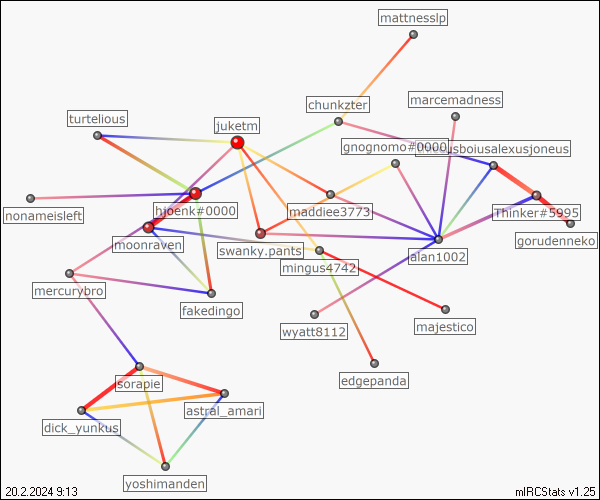 mattnesslp
chunkzter
marcemadness
turtelious
juketm
gnognomo#0000
boiusalexusjoneus
nonameisleft
hjoenk#0000
maddiee3773
Thinker#5995
gorudenneko
moonraven
swanky.pants
alan1002
mingus4742
mercurybro
fakedingo
wyatt8112
majestico
edgepanda
sorapie
astral_amari
dick_yunkus
yoshimanden
20.2.2024 9:13
mIRCStats v1.25